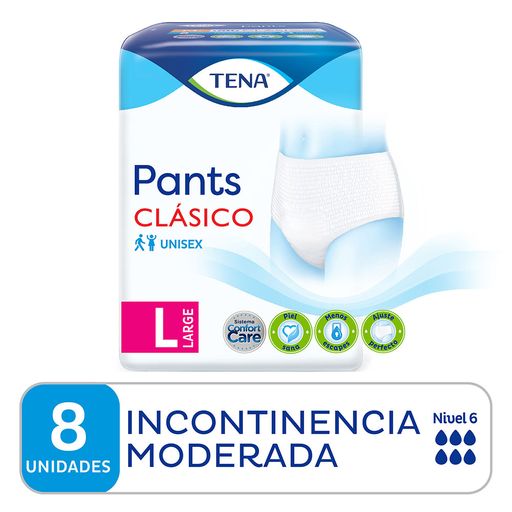 Pants
TENA
Pants
CLÁSICO
UNISEX
L
LARGE
Sistema
Confort
Care
Piel
sana
Menos
escapes
Ajuste
perfecto
8
UNIDADES
INCONTINENCIA
MODERADA
Nivel 6